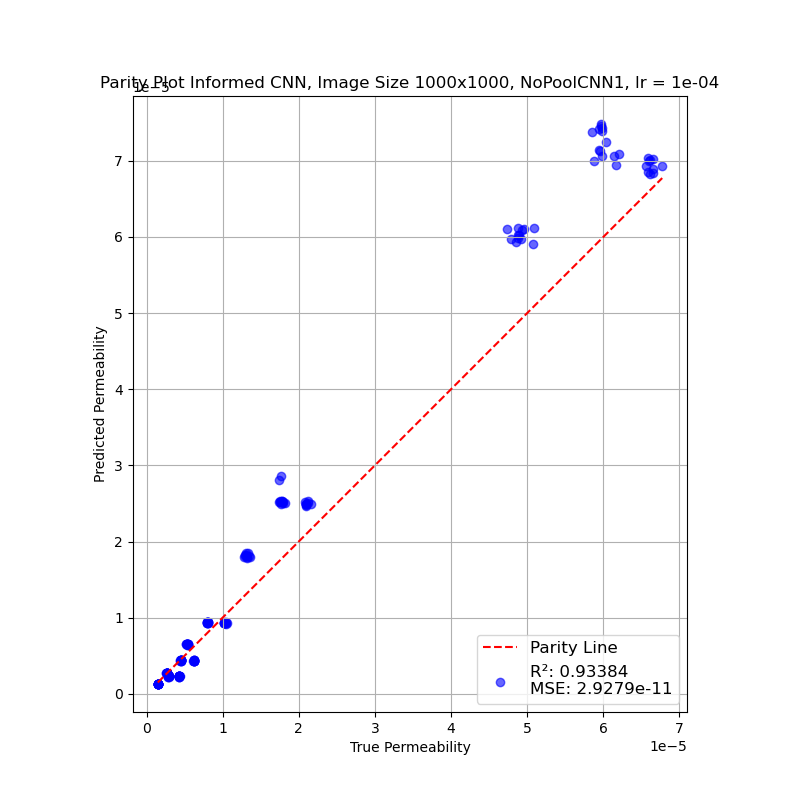 Parity Plot Informed CNN, Image Size 1000x1000, NoPoolCNN1, lr = 1e-04
1e−5
7
6
5
4
3
2
1
0
Predicted Permeability
Parity Line
R²: 0.93384
MSE: 2.9279e-11
0 1 2 3 4 5 6 7
True Permeability
1e−5